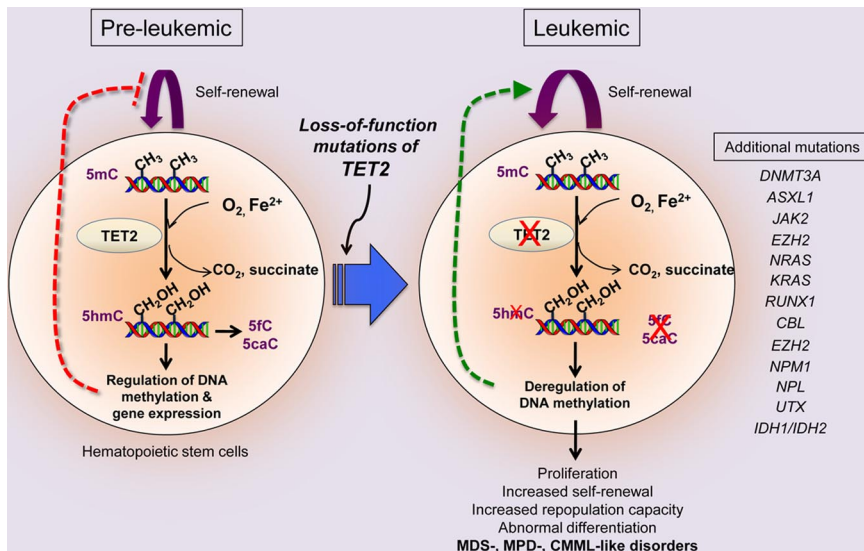 Pre-leukemic
Self-renewal
5mC
CH3 CH3
O2, Fe2+
TET2
CO2, succinate
CH2OH CH2OH
5hmC
5fC
5caC
Regulation of DNA
methylation &
gene expression
Hematopoietic stem cells
Loss-of-function
mutations of
TET2
Leukemic
Self-renewal
5mC
CH3 CH3
O2, Fe2+
TET2
CO2, succinate
CH2OH CH2OH
5hmC
5fC
5caC
Deregulation of
DNA methylation
Proliferation
Increased self-renewal
Increased repopulation capacity
Abnormal differentiation
MDS-, MPD-, CMML-like disorders
Additional mutations
DNMT3A
ASXL1
JAK2
EZH2
NRAS
KRAS
RUNX1
CBL
EZH2
NPM1
NPL
UTX
IDH1/IDH2